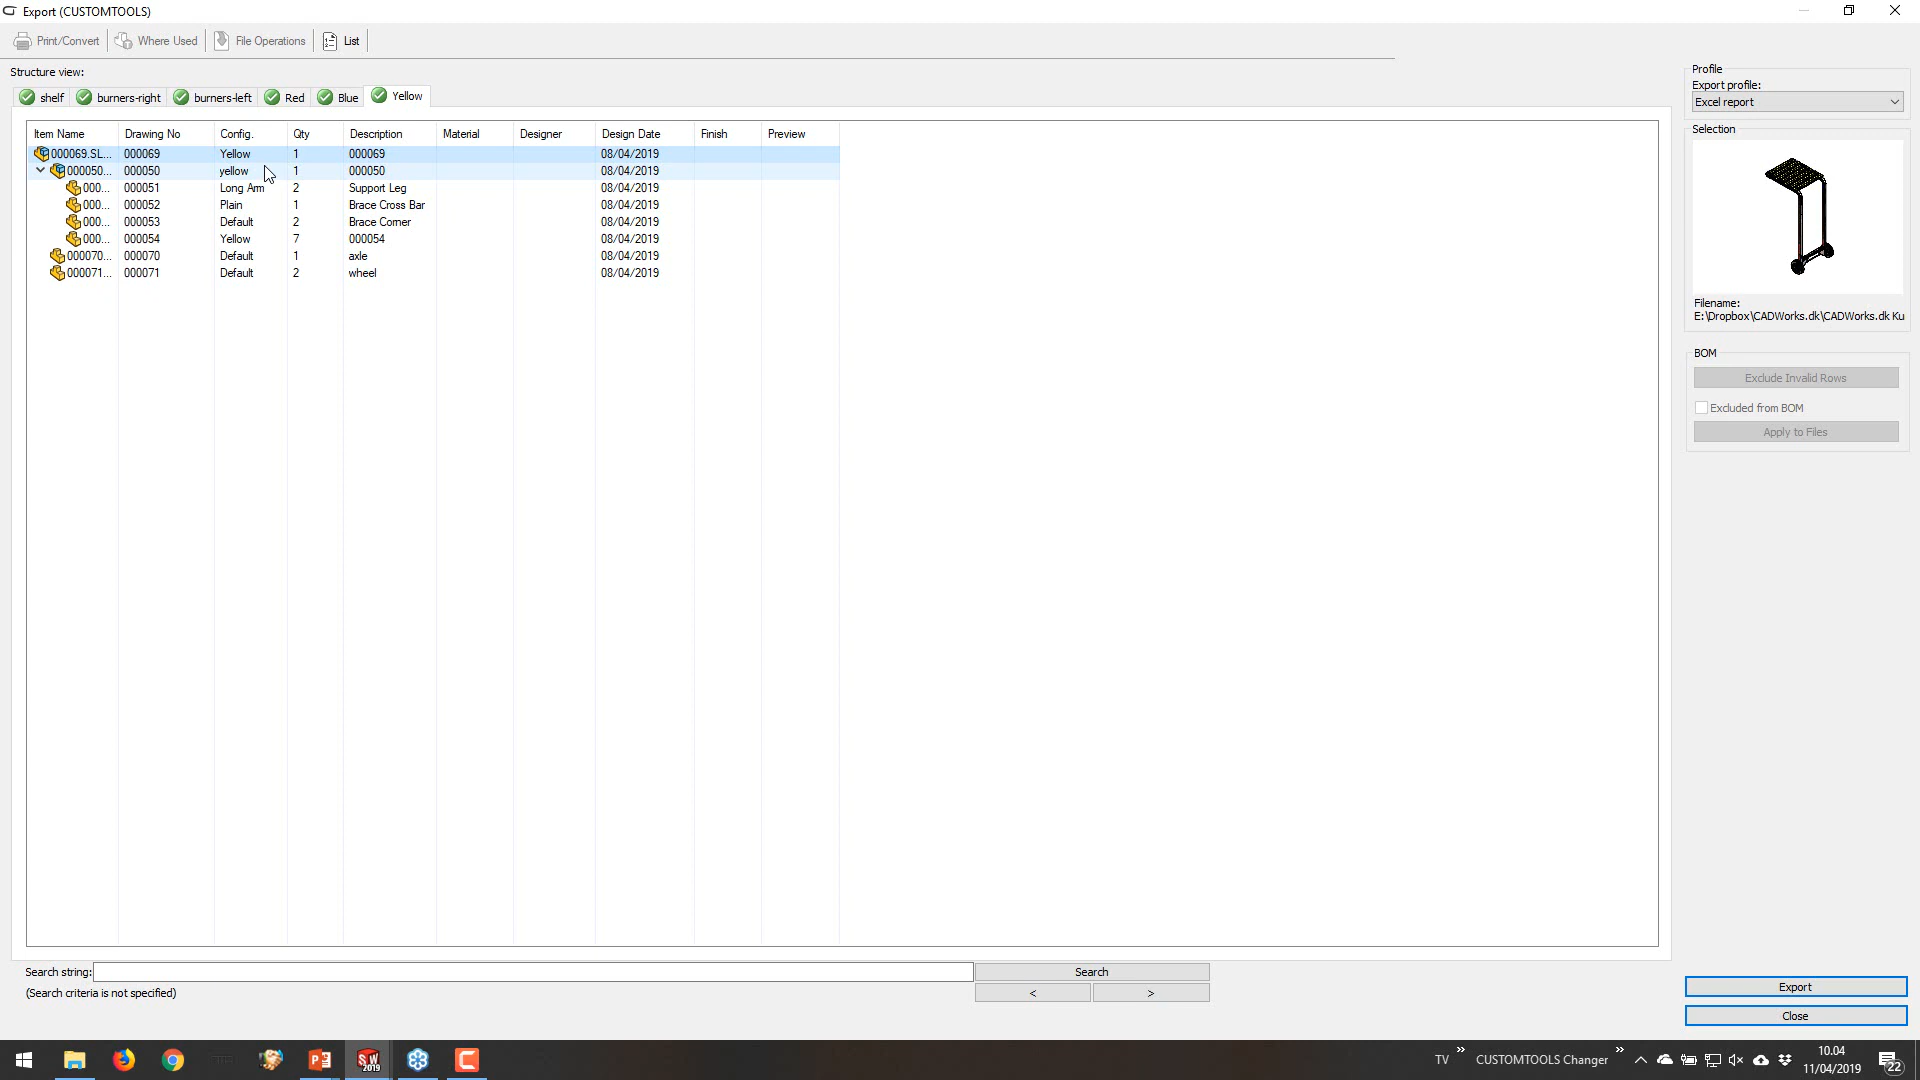 Export (CUSTOMTOOLS)
Print/Convert Where Used File Operations List
Structure view:
shelf burners-right burners-left Red Blue Yellow
Item Name Drawing No Config. Qty Description Material Designer Design Date Finish Preview
000069.SL... 000069 Yellow 1 000069 08/04/2019
000050... 000050 yellow 1 000050 08/04/2019
000... 000051 Long Arm 2 Support Leg 08/04/2019
000... 000052 Plain 1 Brace Cross Bar 08/04/2019
000... 000053 Default 2 Brace Corner 08/04/2019
000... 000054 Yellow 7 000054 08/04/2019
000070... 000070 Default 1 axle 08/04/2019
000071... 000071 Default 2 wheel 08/04/2019
Search string: Search
(Search criteria is not specified) < >
Profile
Export profile:
Excel report
Selection
Filename:
E:\Dropbox\CADWorks.dk\CADWorks.dk Ku
BOM
Exclude Invalid Rows
Excluded from BOM
Apply to Files
Export
Close
TV » CUSTOMTOOLS Changer » 10.04
11/04/2019 22
SW 2019